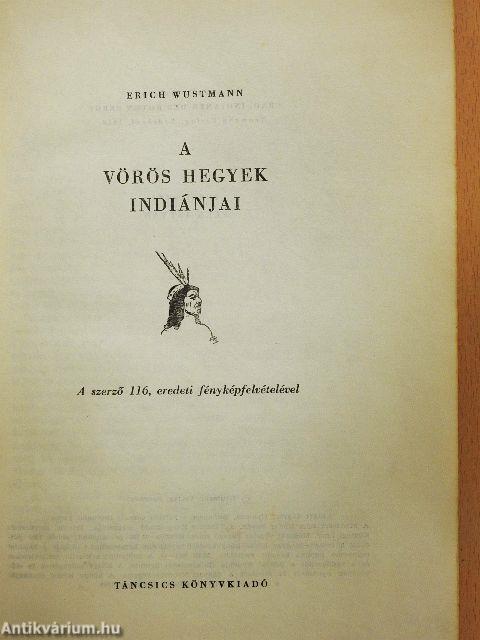 ERICH WUSTMANN
A
VÖRÖS HEGYEK
INDIÁNJAI
A szerző 116, eredeti fényképfelvételével
TÁNCSICS KÖNYVKIADÓ
Antikvárium.hu